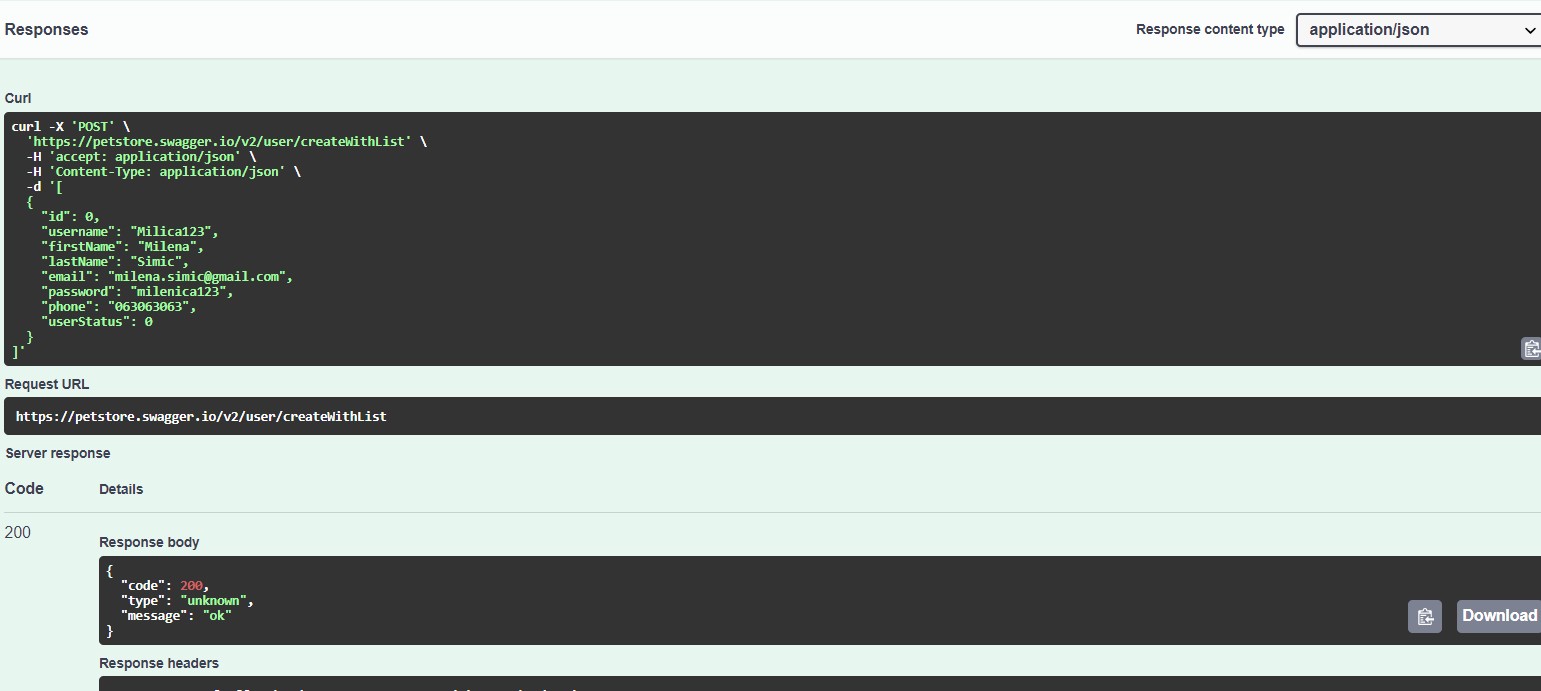 Responses
Response content type
application/json
Curl
curl -X 'POST' \
  'https://petstore.swagger.io/v2/user/createWithList' \
  -H 'accept: application/json' \
  -H 'Content-Type: application/json' \
  -d '[
  {
    "id": 0,
    "username": "Milica123",
    "firstName": "Milena",
    "lastName": "Simic",
    "email": "milena.simic@gmail.com",
    "password": "milenica123",
    "phone": "063063063",
    "userStatus": 0
  }
]'
Request URL
https://petstore.swagger.io/v2/user/createWithList
Server response
Code
Details
200
Response body
{
  "code": 200,
  "type": "unknown",
  "message": "ok"
}
Download
Response headers